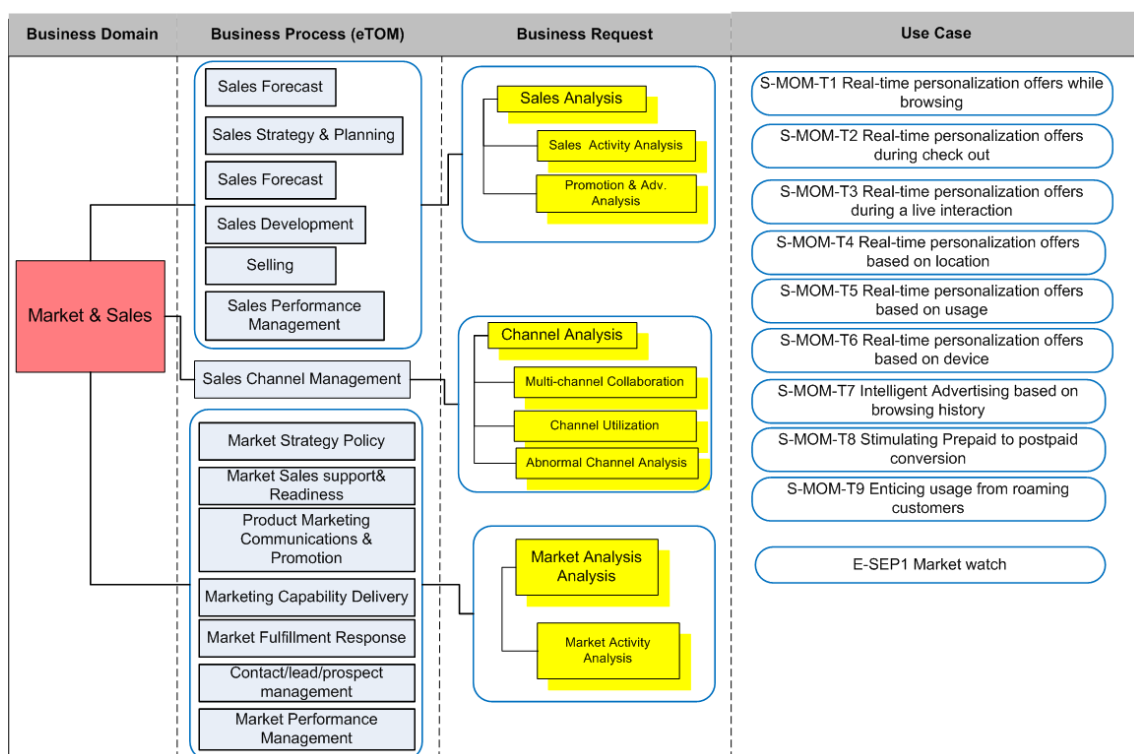 Business Domain
Business Process (eTOM)
Business Request
Use Case
Market & Sales
Sales Forecast
Sales Strategy & Planning
Sales Forecast
Sales Development
Selling
Sales Performance
Management
Sales Channel Management
Market Strategy Policy
Market Sales support&
Readiness
Product Marketing
Communications &
Promotion
Marketing Capability Delivery
Market Fulfillment Response
Contact/lead/prospect
management
Market Performance
Management
Sales Analysis
Sales Activity Analysis
Promotion & Adv.
Analysis
Channel Analysis
Multi-channel Collaboration
Channel Utilization
Abnormal Channel Analysis
Market Analysis
Analysis
Market Activity
Analysis
S-MOM-T1 Real-time personalization offers while
browsing
S-MOM-T2 Real-time personalization offers
during check out
S-MOM-T3 Real-time personalization offers
during a live interaction
S-MOM-T4 Real-time personalization offers
based on location
S-MOM-T5 Real-time personalization offers
based on usage
S-MOM-T6 Real-time personalization offers
based on device
S-MOM-T7 Intelligent Advertising based on
browsing history
S-MOM-T8 Stimulating Prepaid to postpaid
conversion
S-MOM-T9 Enticing usage from roaming
customers
E-SEP1 Market watch